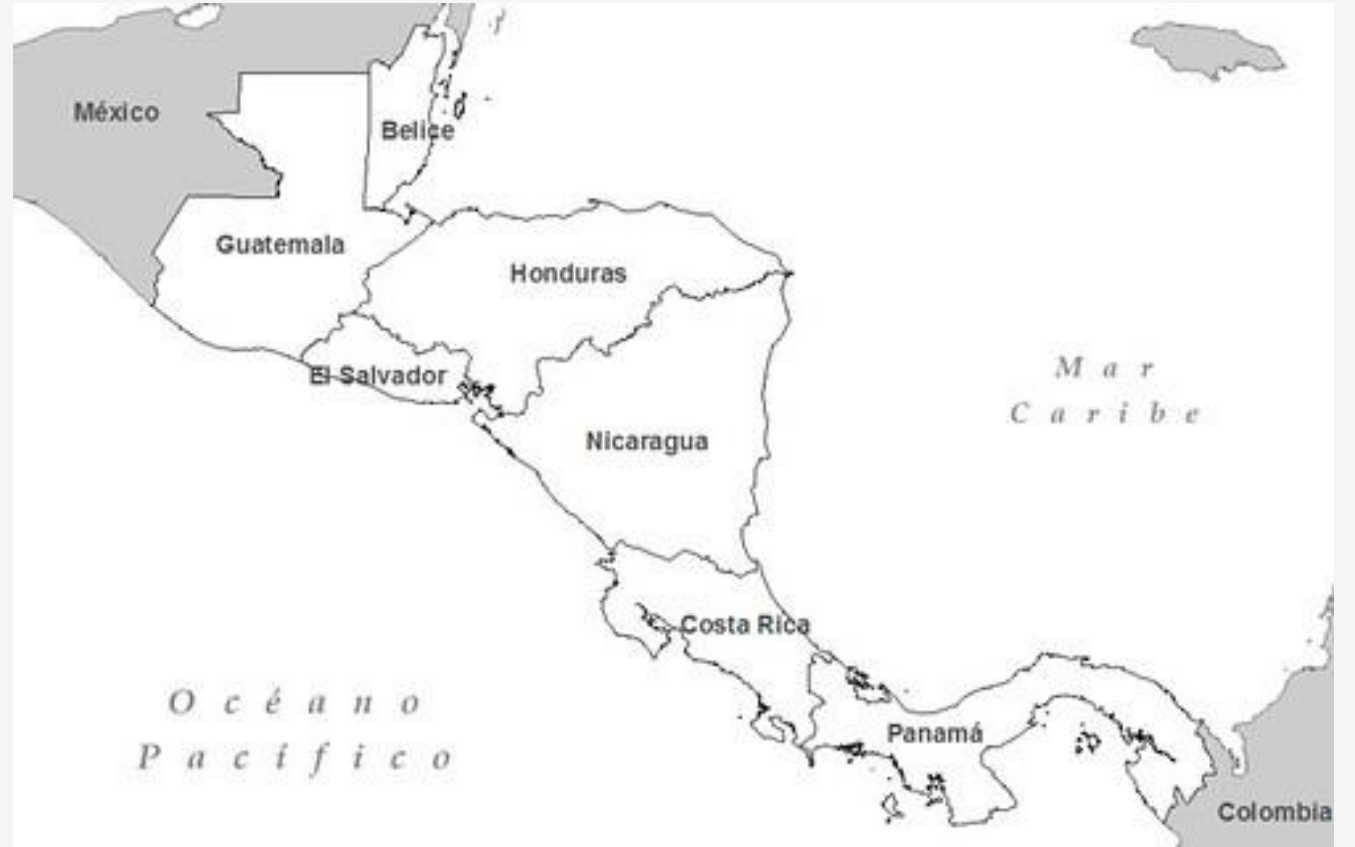 México
Belice
Guatemala
Honduras
El Salvador
Mar
Caribe
Nicaragua
Costa Rica
Océano
Pacífico
Panamá
Colombia